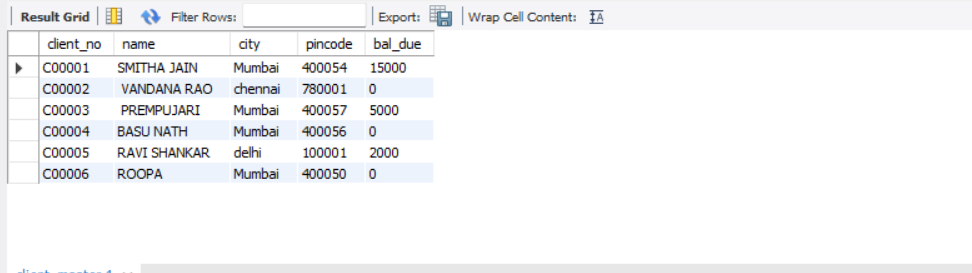 Result Grid Filter Rows: Export: Wrap Cell Content: IA
client_no name city pincode bal_due
C00001 SMITHA JAIN Mumbai 400054 15000
C00002 VANDANA RAO chennai 780001 0
C00003 PREMPUJARI Mumbai 400057 5000
C00004 BASU NATH Mumbai 400056 0
C00005 RAVI SHANKAR delhi 100001 2000
C00006 ROOPA Mumbai 400050 0